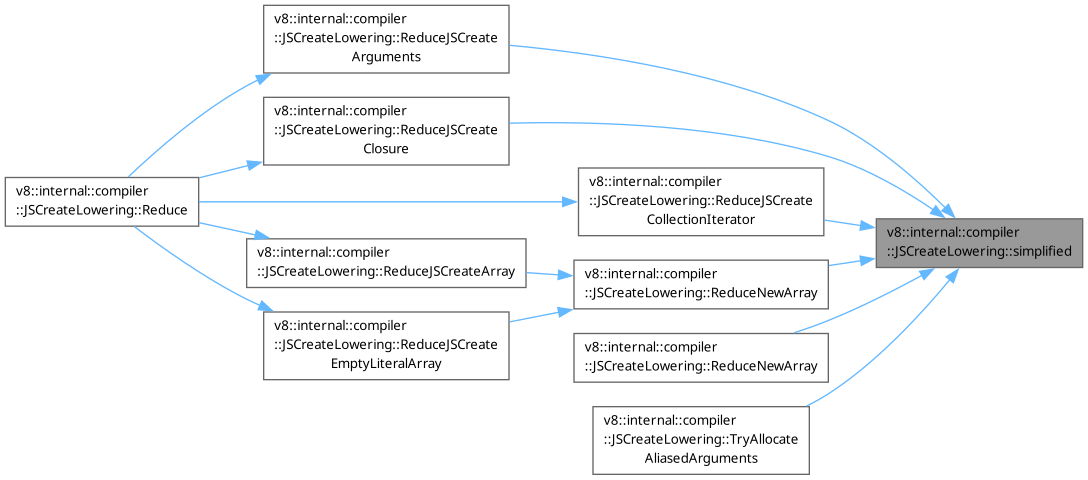 v8::internal::compiler
::JSCreateLowering::ReduceJSCreate
Arguments
v8::internal::compiler
::JSCreateLowering::ReduceJSCreate
Closure
v8::internal::compiler
::JSCreateLowering::ReduceJSCreate
CollectionIterator
v8::internal::compiler
::JSCreateLowering::Reduce
v8::internal::compiler
::JSCreateLowering::simplified
v8::internal::compiler
::JSCreateLowering::ReduceJSCreateArray
v8::internal::compiler
::JSCreateLowering::ReduceNewArray
v8::internal::compiler
::JSCreateLowering::ReduceJSCreate
EmptyLiteralArray
v8::internal::compiler
::JSCreateLowering::ReduceNewArray
v8::internal::compiler
::JSCreateLowering::TryAllocate
AliasedArguments